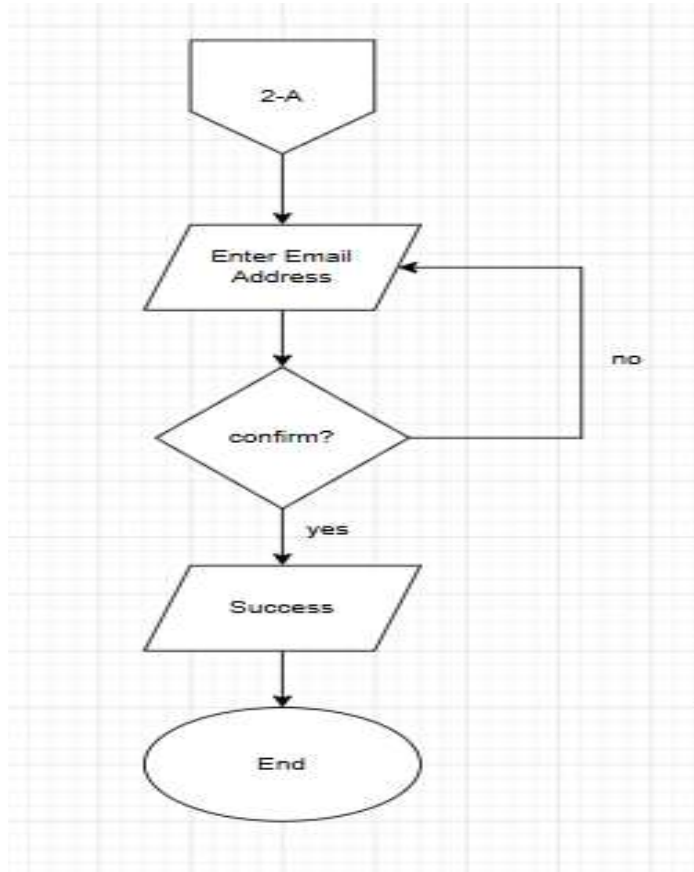 2-A
Enter Email
Address
no
confirm?
yes
Success
End